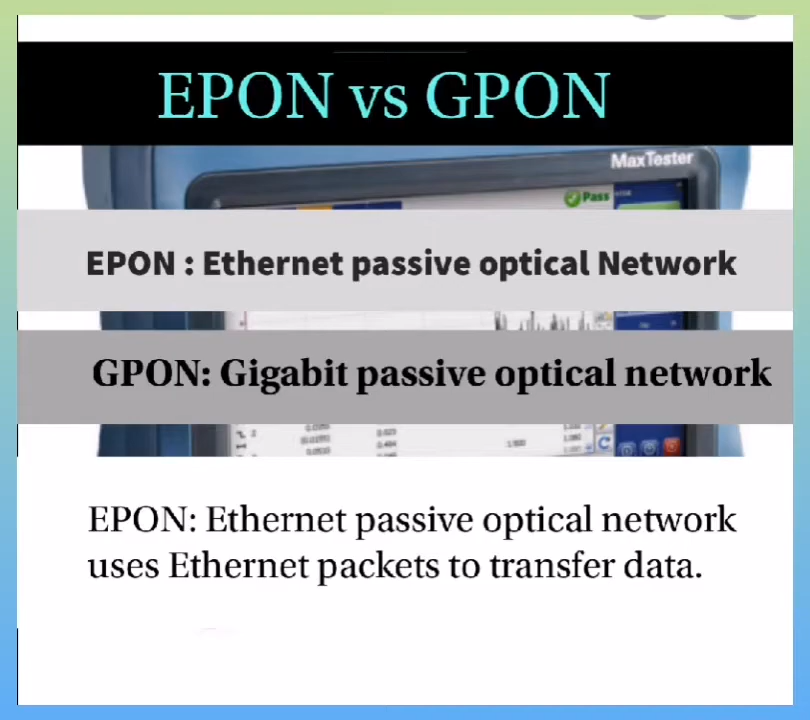 EPON vs GPON
MaxTester
Pass
EPON : Ethernet passive optical Network
GPON: Gigabit passive optical network
EPON: Ethernet passive optical network
uses Ethernet packets to transfer data.